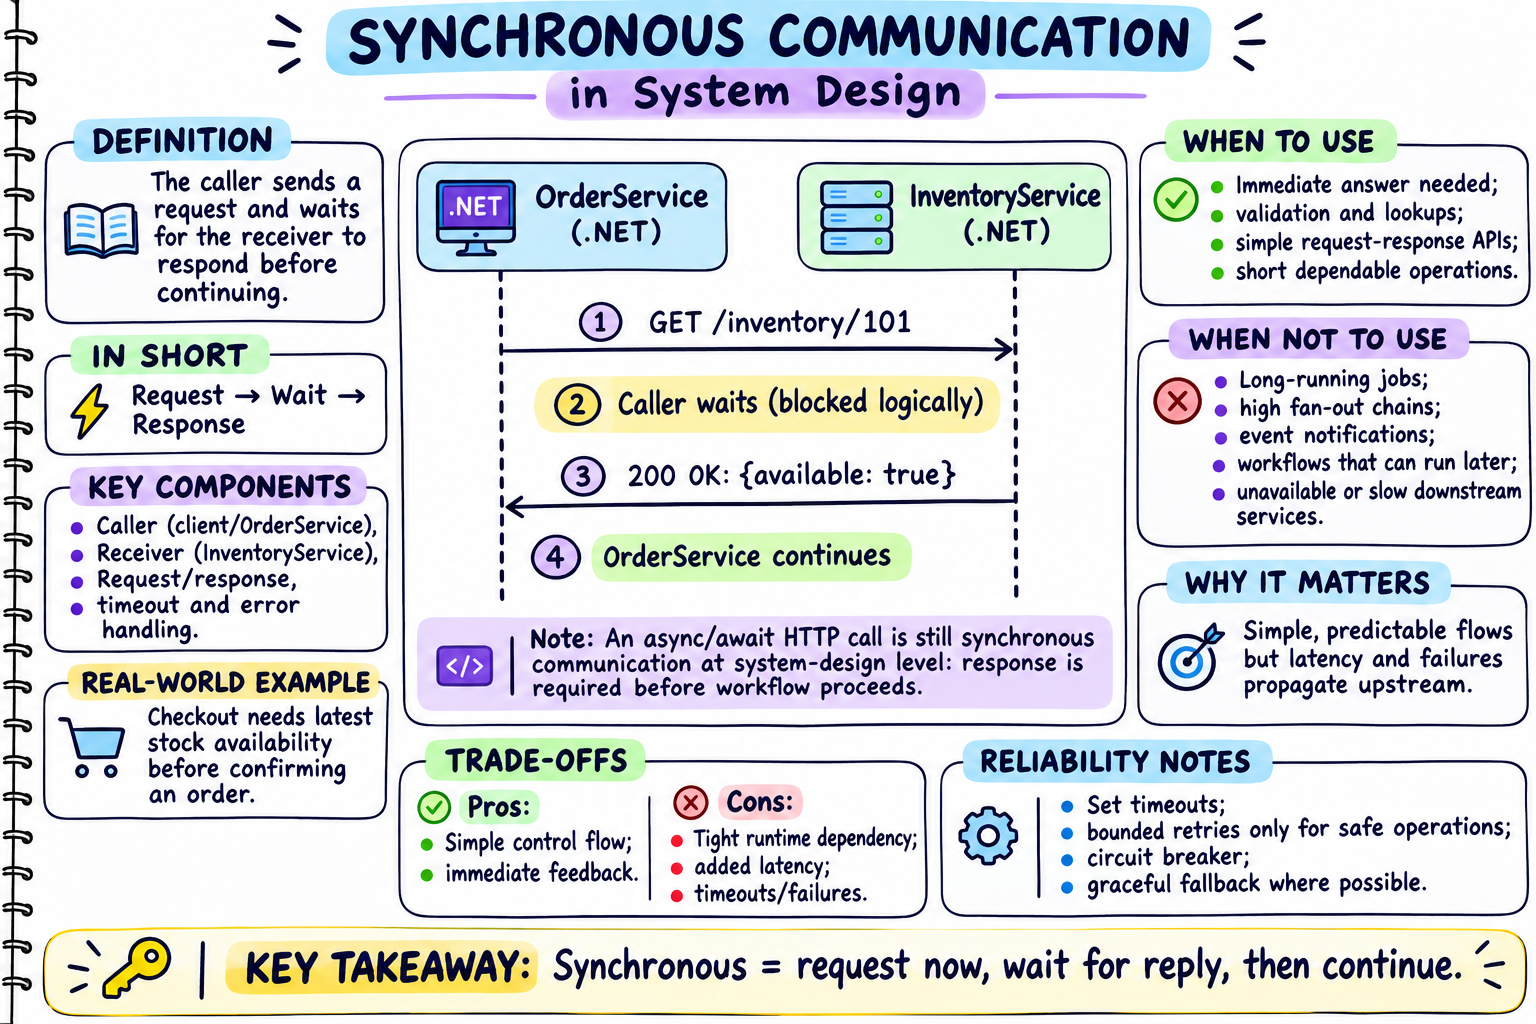 SYNCHRONOUS COMMUNICATION
in System Design
DEFINITION
The caller sends a
request and waits
for the receiver to
respond before
continuing.
IN SHORT
Request → Wait →
Response
KEY COMPONENTS
Caller (client/OrderService),
Receiver (InventoryService),
Request/response,
timeout and error
handling.
REAL-WORLD EXAMPLE
Checkout needs latest
stock availability
before confirming
an order.
.NET
OrderService
(.NET)
InventoryService
(.NET)
1 GET /inventory/101
2 Caller waits (blocked logically)
3 200 OK: {available: true}
4 OrderService continues
</>
Note: An async/await HTTP call is still synchronous
communication at system-design level: response is
required before workflow proceeds.
WHEN TO USE
Immediate answer needed;
validation and lookups;
simple request-response APIs;
short dependable operations.
WHEN NOT TO USE
Long-running jobs;
high fan-out chains;
event notifications;
workflows that can run later;
unavailable or slow downstream
services.
WHY IT MATTERS
Simple, predictable flows
but latency and failures
propagate upstream.
TRADE-OFFS
Pros:
Simple control flow;
immediate feedback.
Cons:
Tight runtime dependency;
added latency;
timeouts/failures.
RELIABILITY NOTES
Set timeouts;
bounded retries only for safe operations;
circuit breaker;
graceful fallback where possible.
KEY TAKEAWAY: Synchronous = request now, wait for reply, then continue.